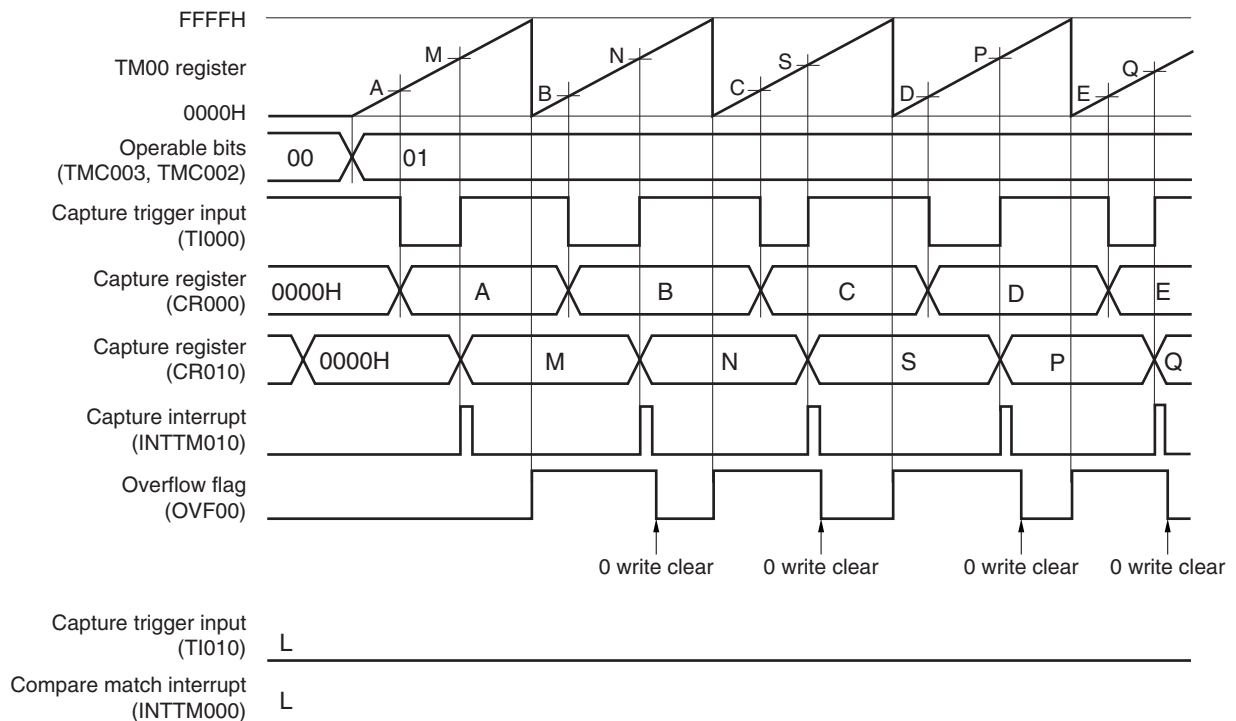 FFFFH
M
N
S
P
Q
TM00 register
A
B
C
D
E
0000H
Operable bits
(TMC003, TMC002)
00
01
Capture trigger input
(TI000)
Capture register
(CR000)
0000H
A
B
C
D
E
Capture register
(CR010)
0000H
M
N
S
P
Q
Capture interrupt
(INTTM010)
Overflow flag
(OVF00)
0 write clear
0 write clear
0 write clear
0 write clear
Capture trigger input
(TI010)
L
Compare match interrupt
(INTTM000)
L